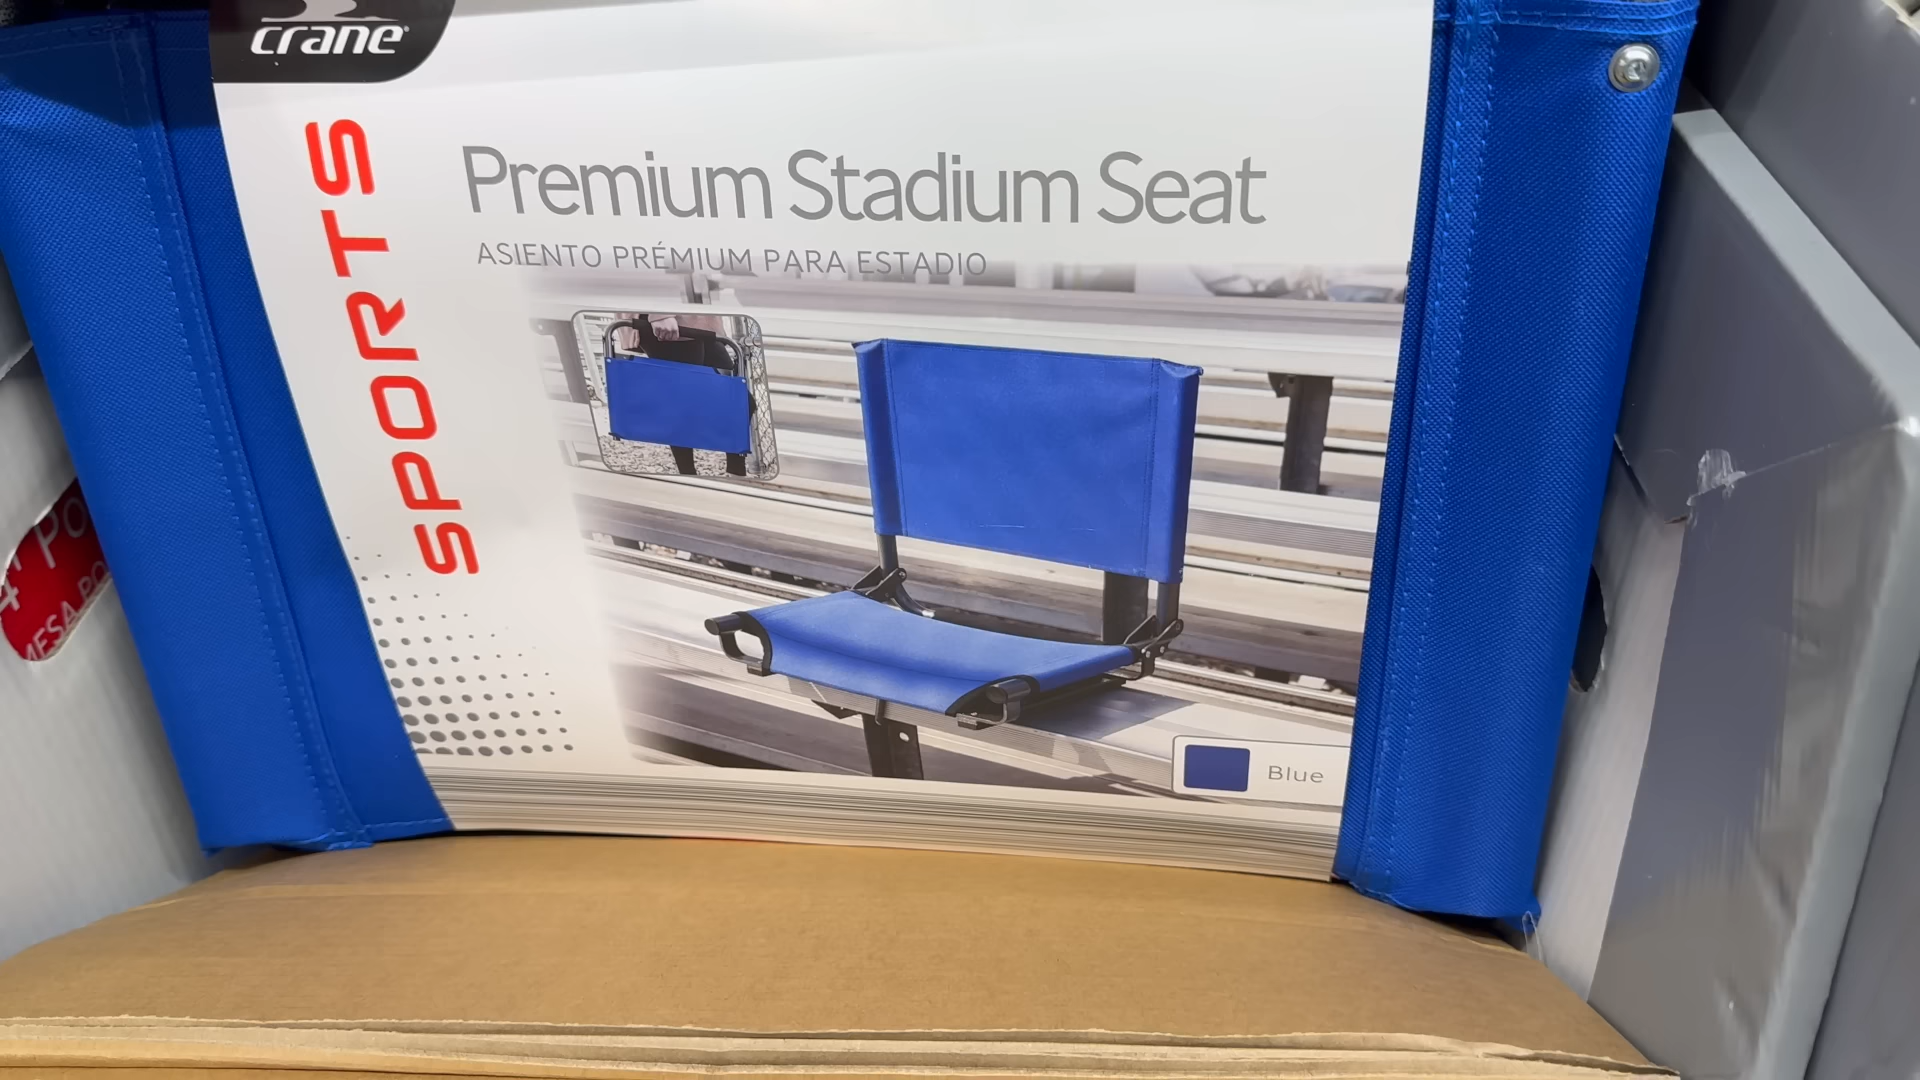 crane
SPORTS
Premium Stadium Seat
ASIENTO PRÉMIUM PARA ESTADIO
Blue